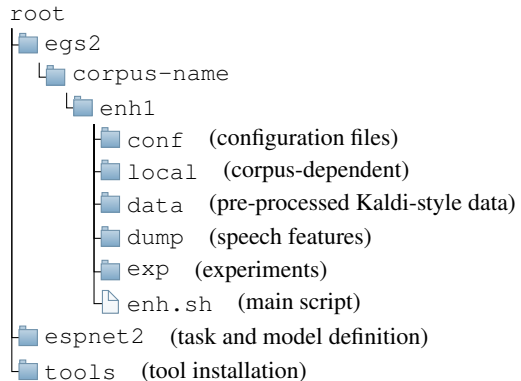 root
egs2
corpus-name
enh1
conf (configuration files)
local (corpus-dependent)
data (pre-processed Kaldi-style data)
dump (speech features)
exp (experiments)
enh.sh (main script)
espnet2 (task and model definition)
tools (tool installation)